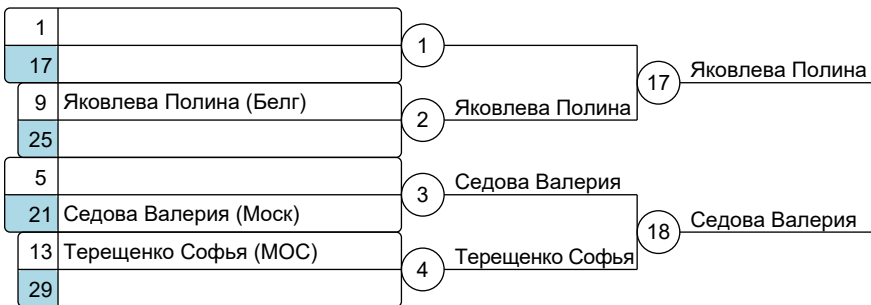 1
1
17
17
Яковлева Полина
9 Яковлева Полина (Белг)
2
Яковлева Полина
25
5
3
Седова Валерия
21 Седова Валерия (Моск)
18
Седова Валерия
13 Терещенко Софья (МОС)
4
Терещенко Софья
29